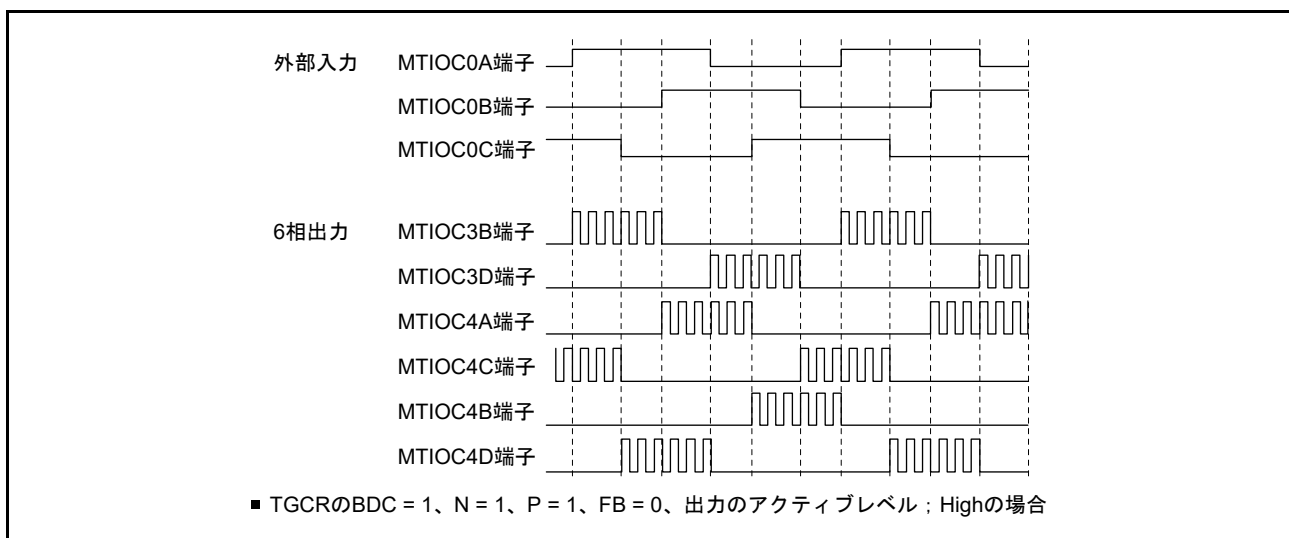 外部入力 MTIOC0A端子
MTIOC0B端子
MTIOC0C端子
6相出力 MTIOC3B端子
MTIOC3D端子
MTIOC4A端子
MTIOC4C端子
MTIOC4B端子
MTIOC4D端子
■ TGCRのBDC = 1、N = 1、P = 1、FB = 0、出力のアクティブレベル；Highの場合